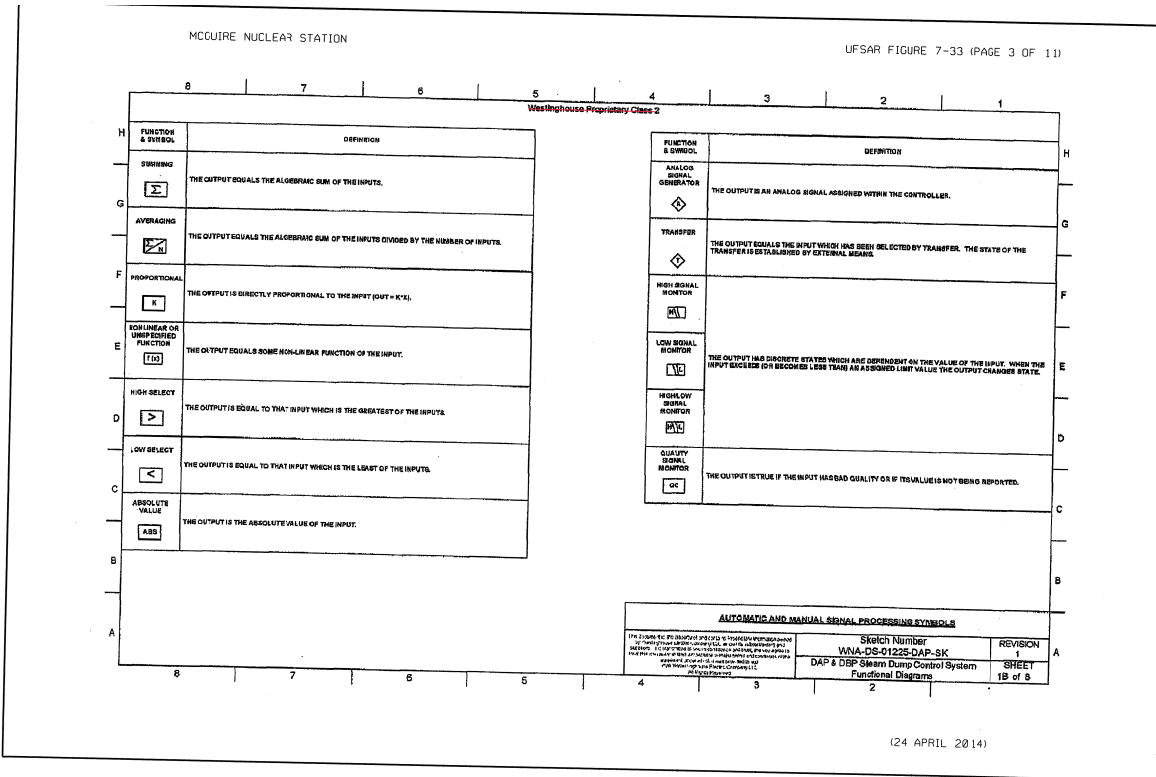 MCGUIRE NUCLEAR STATION
UFSAR FIGURE 7-33 (PAGE 3 OF 11)
8 7 6 5 4 3 2 1
Westinghouse Proprietary Class 2
H
FUNCTION & SYMBOL
DEFINITION
SUMMING
Σ
THE OUTPUT EQUALS THE ALGEBRAIC SUM OF THE INPUTS.
G
AVERAGING
Σ/N
THE OUTPUT EQUALS THE ALGEBRAIC SUM OF THE INPUTS DIVIDED BY THE NUMBER OF INPUTS.
F
PROPORTIONAL
K
THE OUTPUT IS DIRECTLY PROPORTIONAL TO THE INPUT (OUT = K*X).
NONLINEAR OR
UNSPECIFIED
FUNCTION
E
f(x)
THE OUTPUT EQUALS SOME NON-LINEAR FUNCTION OF THE INPUT.
HIGH SELECT
D
>
THE OUTPUT IS EQUAL TO THAT INPUT WHICH IS THE GREATEST OF THE INPUTS.
LOW SELECT
<
THE OUTPUT IS EQUAL TO THAT INPUT WHICH IS THE LEAST OF THE INPUTS.
C
ABSOLUTE
VALUE
ABS
THE OUTPUT IS THE ABSOLUTE VALUE OF THE INPUT.
B
A
FUNCTION
& SYMBOL
DEFINITION
H
ANALOG
SIGNAL
GENERATOR
A
THE OUTPUT IS AN ANALOG SIGNAL ASSIGNED WITHIN THE CONTROLLER.
G
TRANSFER
T
THE OUTPUT EQUALS THE INPUT WHICH HAS BEEN SELECTED BY TRANSFER. THE STATE OF THE
TRANSFER IS ESTABLISHED BY EXTERNAL MEANS.
HIGH SIGNAL
MONITOR
F
H\
LOW SIGNAL
MONITOR
\L
THE OUTPUT HAS DISCRETE STATES WHICH ARE DEPENDENT ON THE VALUE OF THE INPUT. WHEN THE
INPUT EXCEEDS (OR BECOMES LESS THAN) AN ASSIGNED LIMIT VALUE THE OUTPUT CHANGES STATE.
E
HIGH/LOW
SIGNAL
MONITOR
H\L
D
QUALITY
SIGNAL
MONITOR
QC
THE OUTPUT IS TRUE IF THE INPUT HAS BAD QUALITY OR IF ITS VALUE IS NOT BEING REPORTED.
C
B
AUTOMATIC AND MANUAL SIGNAL PROCESSING SYMBOLS
Sketch Number
WNA-DS-01225-DAP-SK
REVISION
1
A
DAP & DBP Steam Dump Control System
Functional Diagrams
SHEET
1B of 8
All Rights Reserved
8 7 6 5 4 3 2
(24 APRIL 2014)